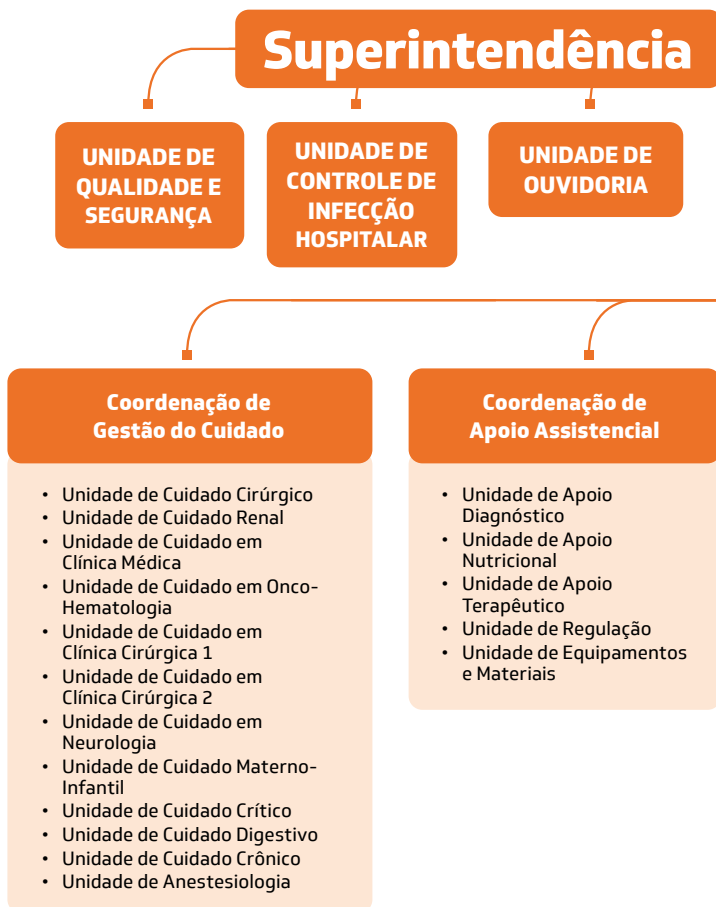 Superintendência
UNIDADE DE
QUALIDADE E
SEGURANÇA
UNIDADE DE
CONTROLE DE
INFECÇÃO
HOSPITALAR
UNIDADE DE
OUVIDORIA
Coordenação de
Gestão do Cuidado
• Unidade de Cuidado Cirúrgico
• Unidade de Cuidado Renal
• Unidade de Cuidado em
Clínica Médica
• Unidade de Cuidado em Onco-
Hematologia
• Unidade de Cuidado em
Clínica Cirúrgica 1
• Unidade de Cuidado em
Clínica Cirúrgica 2
• Unidade de Cuidado em
Neurologia
• Unidade de Cuidado Materno-
Infantil
• Unidade de Cuidado Crítico
• Unidade de Cuidado Digestivo
• Unidade de Cuidado Crônico
• Unidade de Anestesiologia
Coordenação de
Apoio Assistencial
• Unidade de Apoio
Diagnóstico
• Unidade de Apoio
Nutricional
• Unidade de Apoio
Terapêutico
• Unidade de Regulação
• Unidade de Equipamentos
e Materiais